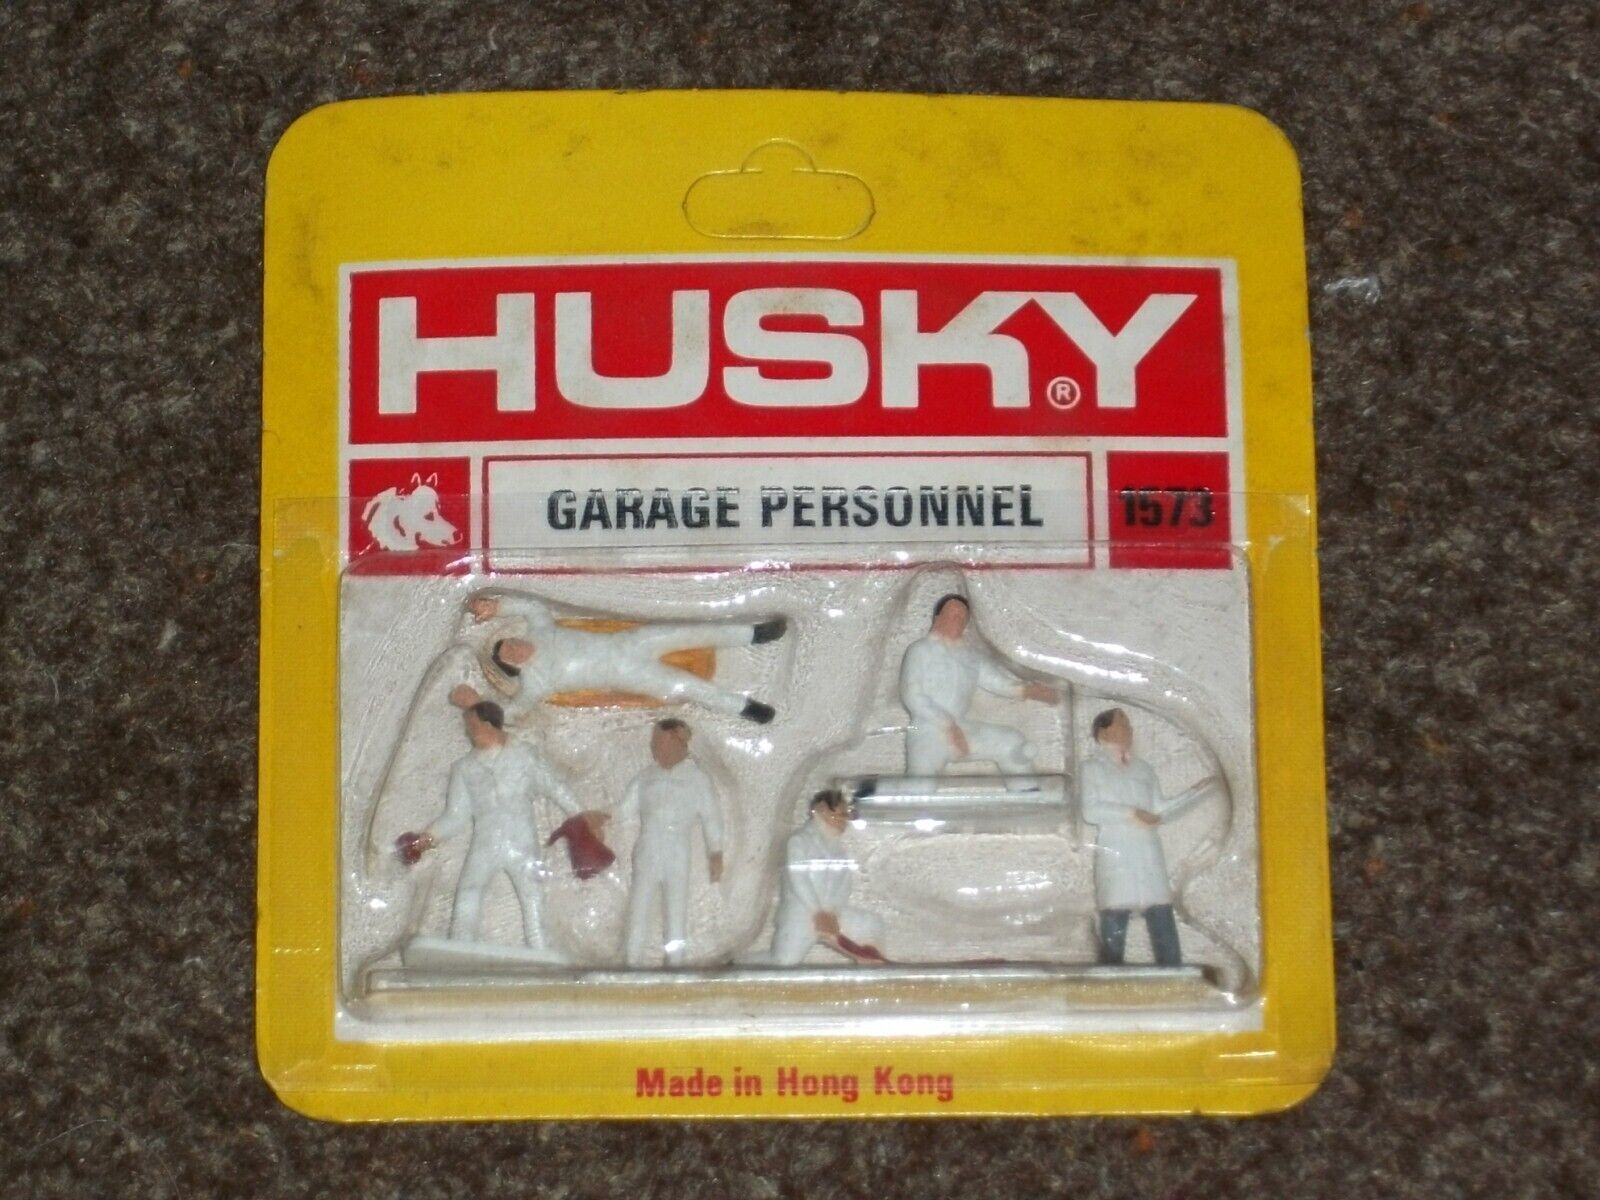 HUSKY®
GARAGE PERSONNEL
1573
Made in Hong Kong